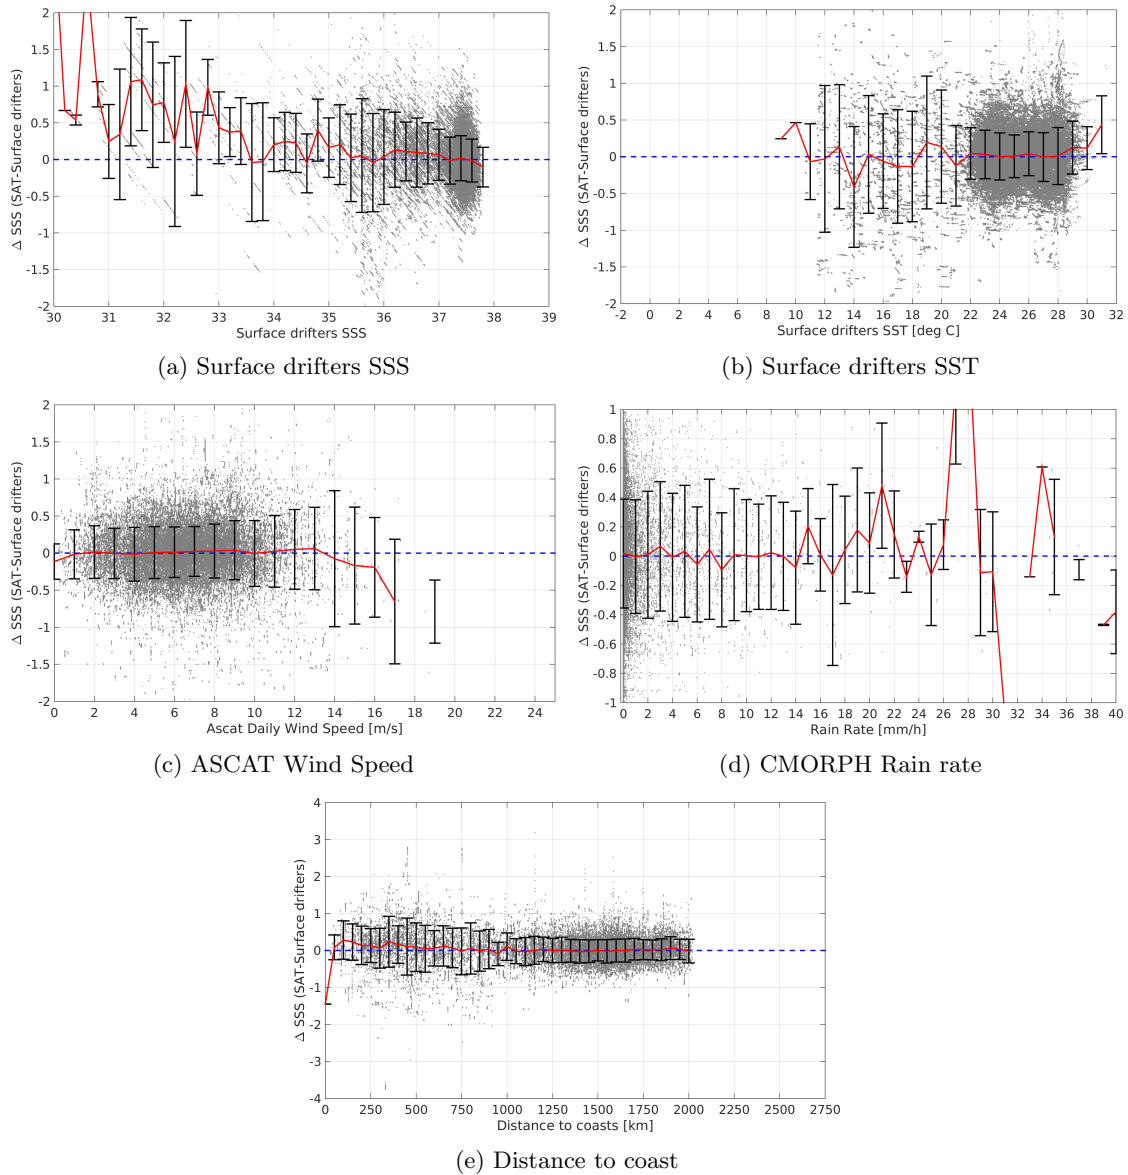 2
1.5
1
0.5
0
-0.5
-1
-1.5
-2
Δ SSS (SAT-Surface drifters)
30 31 32 33 34 35 36 37 38 39
Surface drifters SSS
(a) Surface drifters SSS
2
1.5
1
0.5
0
-0.5
-1
-1.5
-2
Δ SSS (SAT-Surface drifters)
-2 0 2 4 6 8 10 12 14 16 18 20 22 24 26 28 30 32
Surface drifters SST [deg C]
(b) Surface drifters SST
2
1.5
1
0.5
0
-0.5
-1
-1.5
-2
Δ SSS (SAT-Surface drifters)
0 2 4 6 8 10 12 14 16 18 20 22 24
Ascat Daily Wind Speed [m/s]
(c) ASCAT Wind Speed
1
0.8
0.6
0.4
0.2
0
-0.2
-0.4
-0.6
-0.8
-1
Δ SSS (SAT-Surface drifters)
0 2 4 6 8 10 12 14 16 18 20 22 24 26 28 30 32 34 36 38 40
Rain Rate [mm/h]
(d) CMORPH Rain rate
4
3
2
1
0
-1
-2
-3
-4
Δ SSS (SAT-Surface drifters)
0 250 500 750 1000 1250 1500 1750 2000 2250 2500 2750
Distance to coasts [km]
(e) Distance to coast